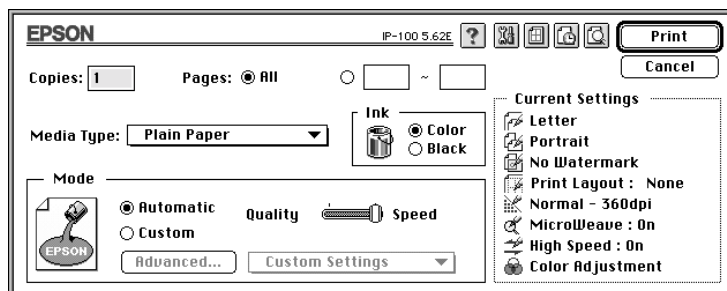 EPSON IP-100 5.62E ? Print
Cancel
Copies: 1 Pages: All ~
Media Type: Plain Paper
Ink
Color
Black
Mode
EPSON
Automatic
Custom
Quality Speed
Advanced... Custom Settings
Current Settings
Letter
Portrait
No Watermark
Print Layout : None
Normal - 360dpi
MicroWeave : On
High Speed : On
Color Adjustment